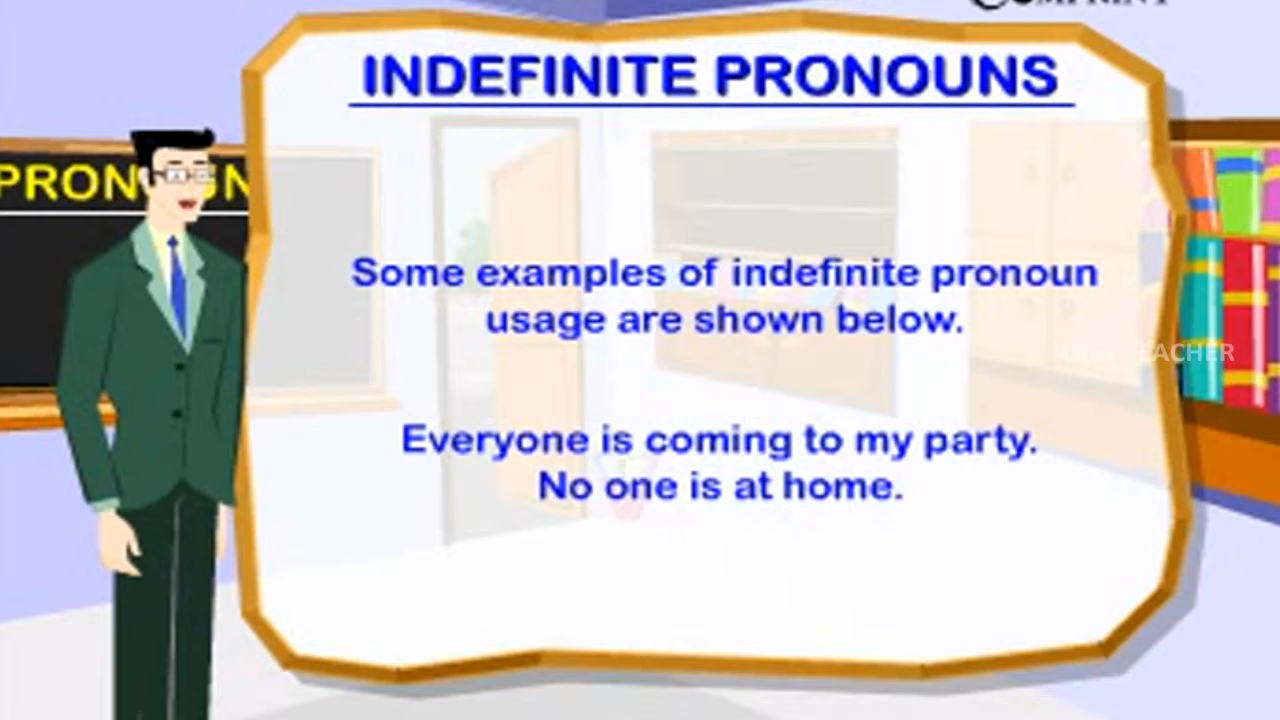 INDEFINITE PRONOUNS
Some examples of indefinite pronoun
usage are shown below.
Everyone is coming to my party.
No one is at home.